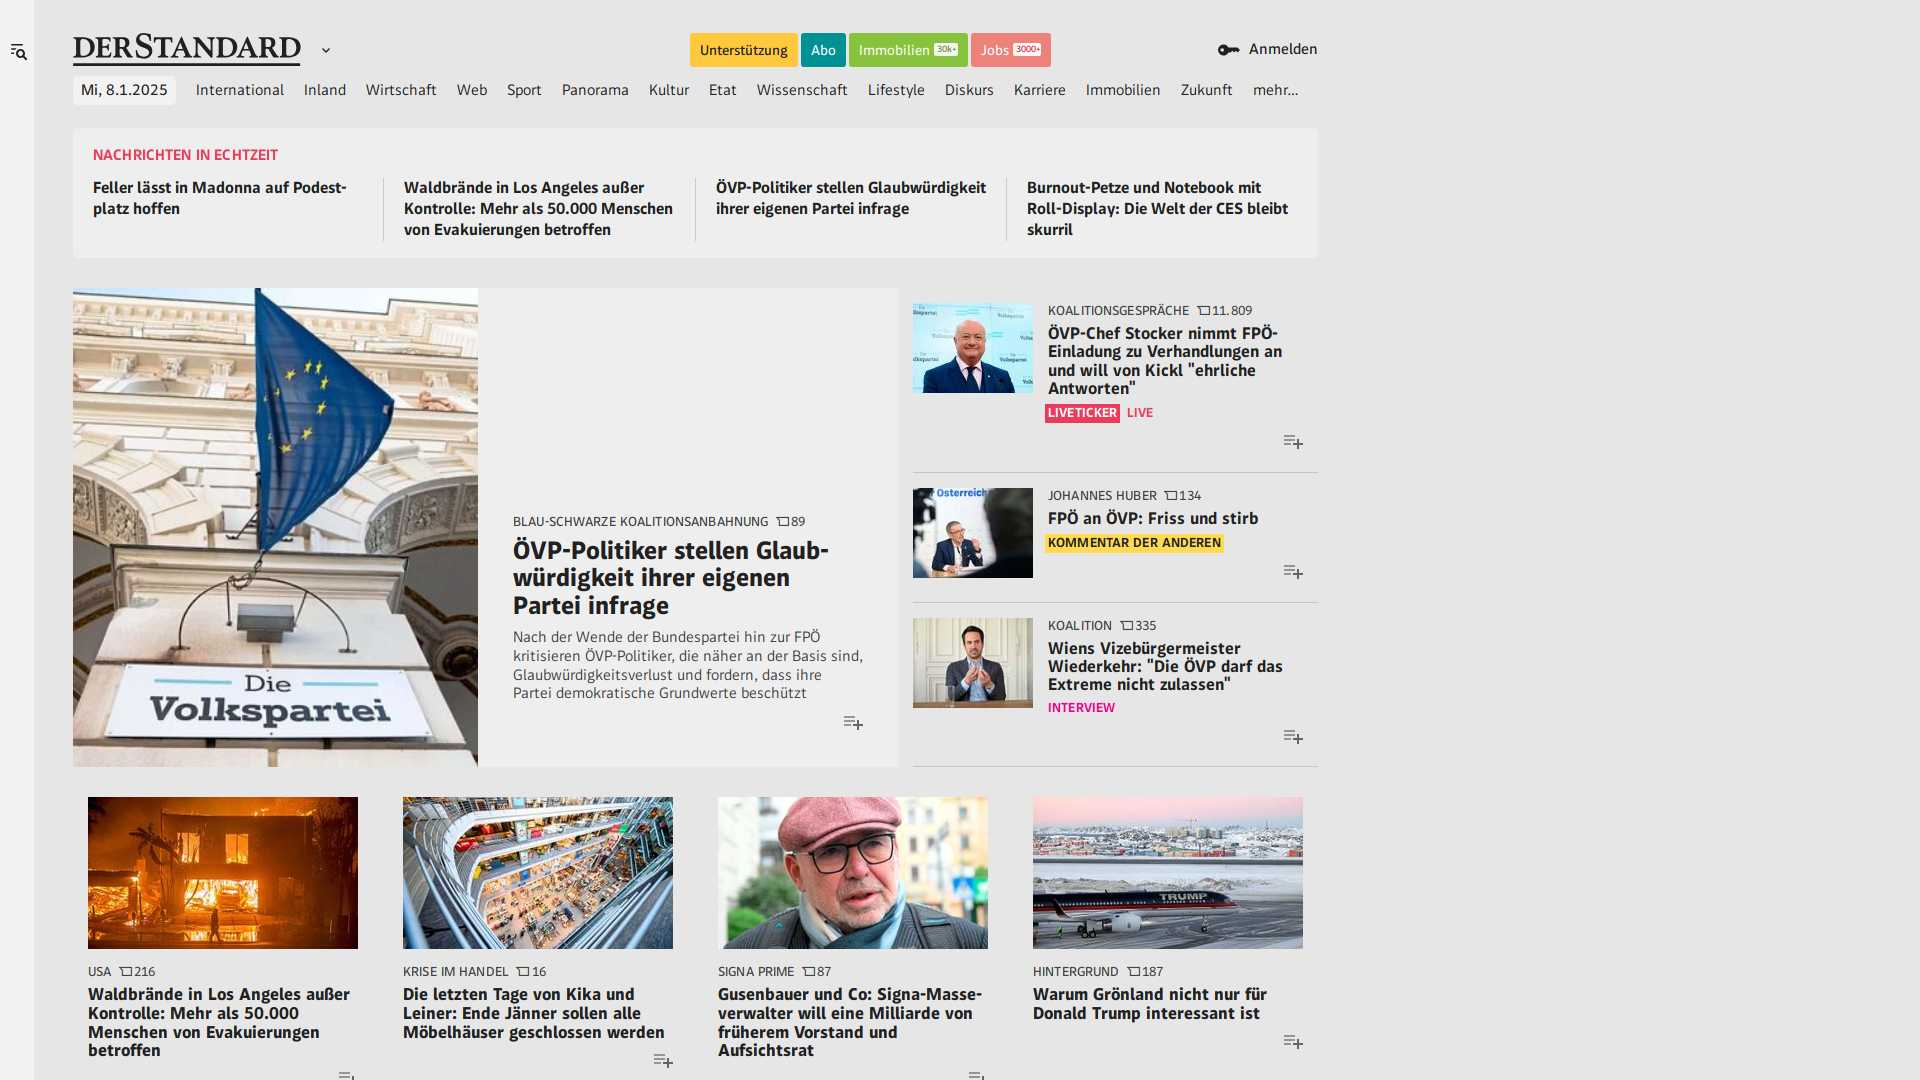 DERSTANDARD
Unterstützung
Abo
Immobilien 30k+
Jobs 3000+
Anmelden
Mi, 8.1.2025
International
Inland
Wirtschaft
Web
Sport
Panorama
Kultur
Etat
Wissenschaft
Lifestyle
Diskurs
Karriere
Immobilien
Zukunft
mehr...
NACHRICHTEN IN ECHTZEIT
Feller lässt in Madonna auf Podest-
platz hoffen
Waldbrände in Los Angeles außer
Kontrolle: Mehr als 50.000 Menschen
von Evakuierungen betroffen
ÖVP-Politiker stellen Glaubwürdigkeit
ihrer eigenen Partei infrage
Burnout-Petze und Notebook mit
Roll-Display: Die Welt der CES bleibt
skurril
Die
Volkspartei
BLAU-SCHWARZE KOALITIONSANBAHNUNG 89
ÖVP-Politiker stellen Glaub-
würdigkeit ihrer eigenen
Partei infrage
Nach der Wende der Bundespartei hin zur FPÖ
kritisieren ÖVP-Politiker, die näher an der Basis sind,
Glaubwürdigkeitsverlust und fordern, dass ihre
Partei demokratische Grundwerte beschützt
KOALITIONSGESPRÄCHE 11.809
ÖVP-Chef Stocker nimmt FPÖ-
Einladung zu Verhandlungen an
und will von Kickl "ehrliche
Antworten"
LIVETICKER LIVE
Österreich
JOHANNES HUBER 134
FPÖ an ÖVP: Friss und stirb
KOMMENTAR DER ANDEREN
KOALITION 335
Wiens Vizebürgermeister
Wiederkehr: "Die ÖVP darf das
Extreme nicht zulassen"
INTERVIEW
USA 216
Waldbrände in Los Angeles außer
Kontrolle: Mehr als 50.000
Menschen von Evakuierungen
betroffen
KRISE IM HANDEL 16
Die letzten Tage von Kika und
Leiner: Ende Jänner sollen alle
Möbelhäuser geschlossen werden
SIGNA PRIME 87
Gusenbauer und Co: Signa-Masse-
verwalter will eine Milliarde von
früherem Vorstand und
Aufsichtsrat
TRUMP
HINTERGRUND 187
Warum Grönland nicht nur für
Donald Trump interessant ist